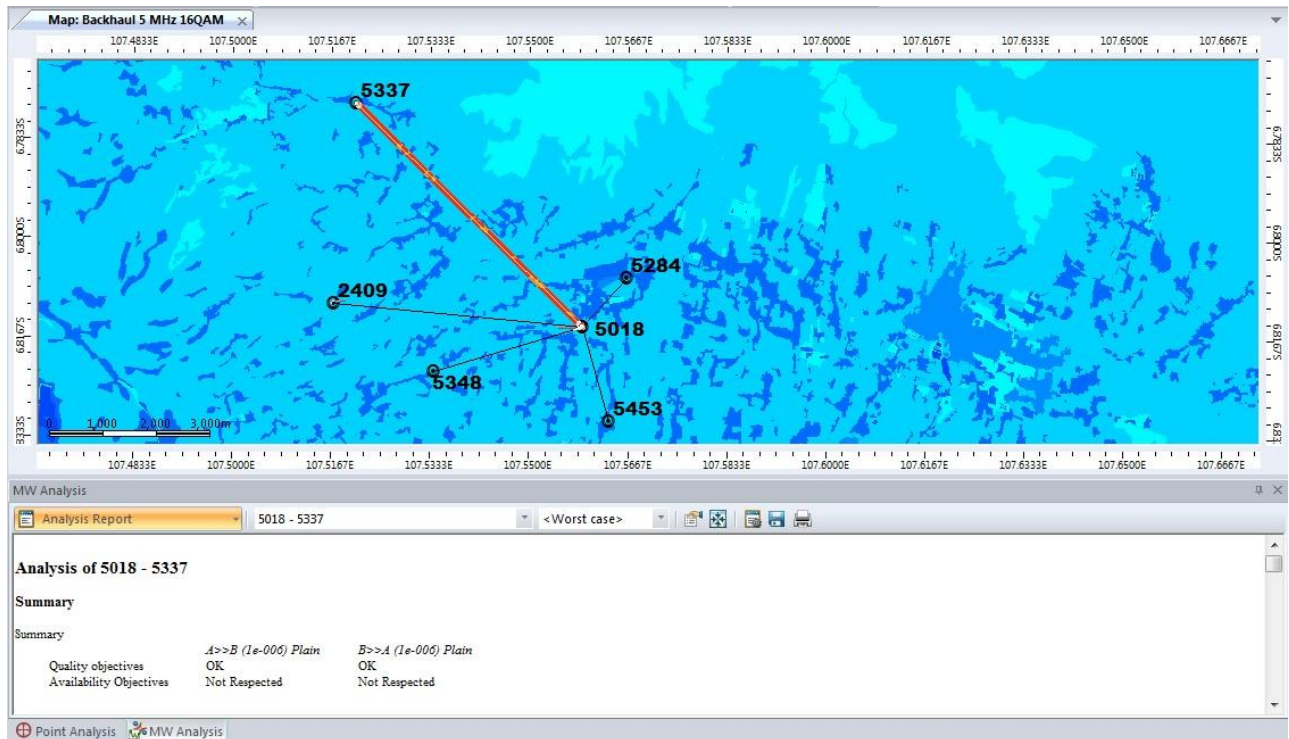 Map: Backhaul 5 MHz 16QAM
107.4833E 107.5000E 107.5167E 107.5333E 107.5500E 107.5667E 107.5833E 107.6000E 107.6167E 107.6333E 107.6500E 107.6667E
5337
6.7833S 6.7833S
6.8000S 6.8000S
5284
2409
5018
6.8167S 6.8167S
5348
5453
0 1,000 2,000 3,000m
107.4833E 107.5000E 107.5167E 107.5333E 107.5500E 107.5667E 107.5833E 107.6000E 107.6167E 107.6333E 107.6500E 107.6667E
MW Analysis
Analysis Report 5018 - 5337 <Worst case>
Analysis of 5018 - 5337
Summary
Summary
A>>B (1e-006) Plain B>>A (1e-006) Plain
Quality objectives OK OK
Availability Objectives Not Respected Not Respected
Point Analysis MW Analysis